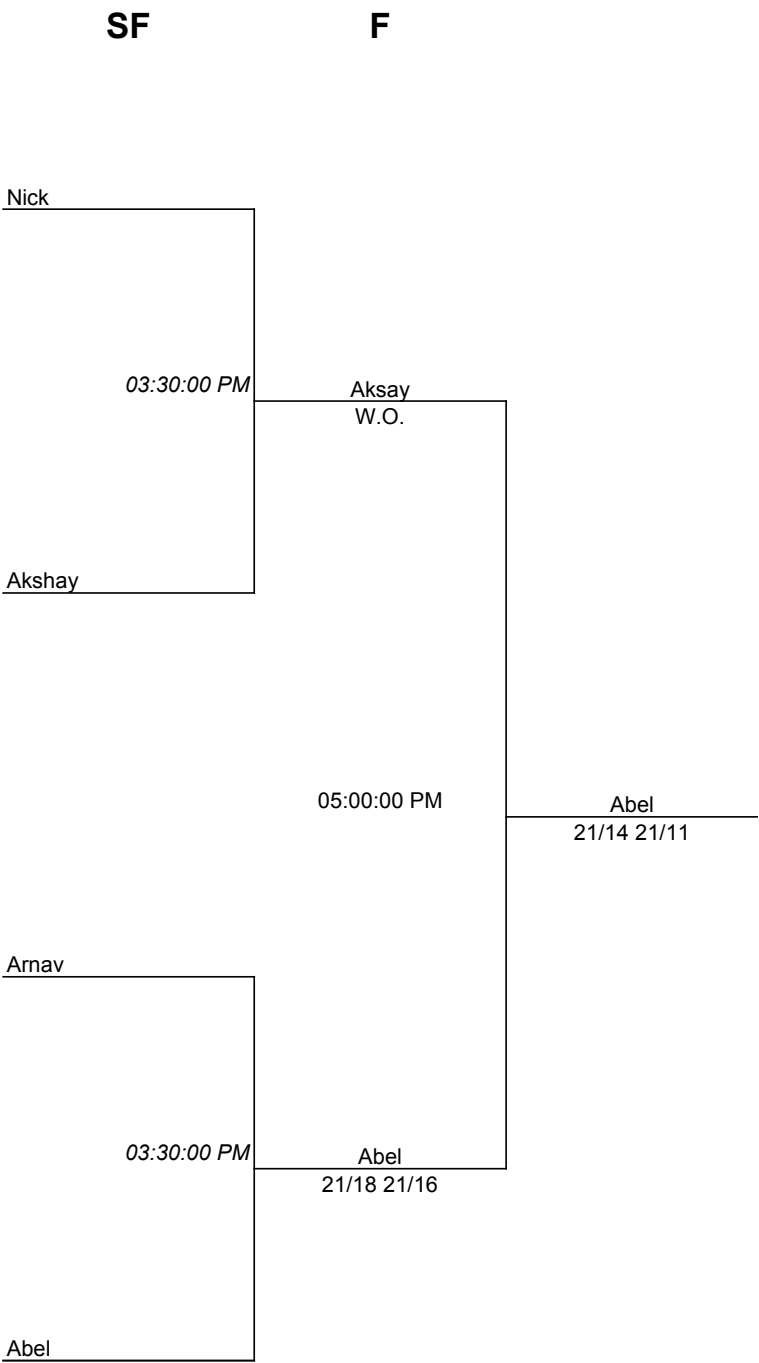 SF F
Nick
03:30:00 PM
Aksay
W.O.
Akshay
05:00:00 PM
Abel
21/14 21/11
Arnav
03:30:00 PM
Abel
21/18 21/16
Abel